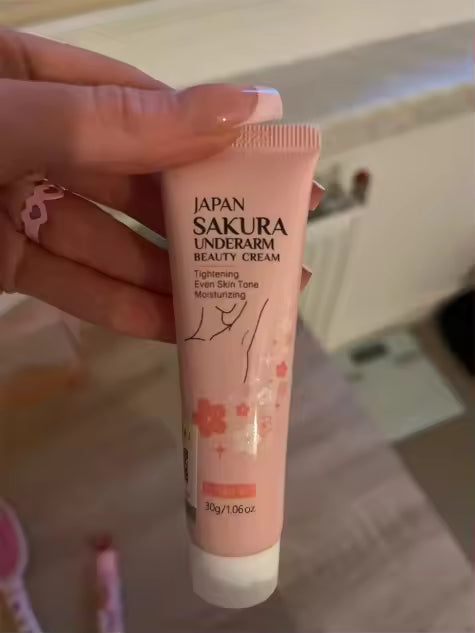 JAPAN
SAKURA
UNDERARM
BEAUTY CREAM
Tightening
Even Skin Tone
Moisturizing
30g/1.06oz